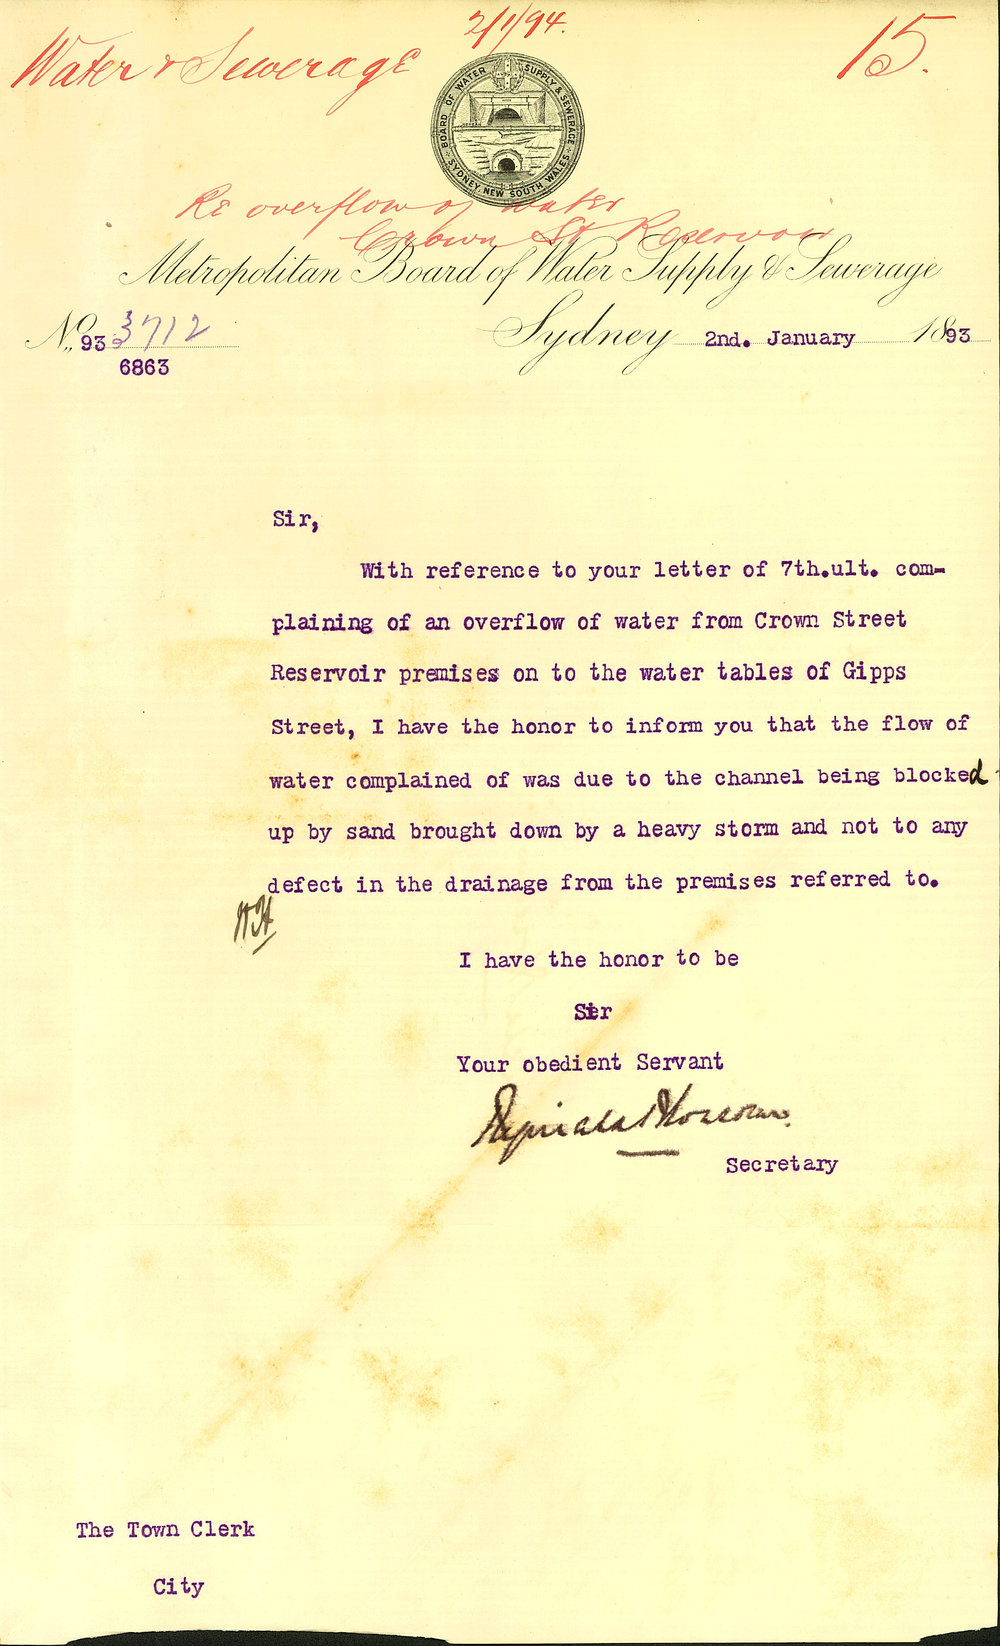 2/1/94.
Water & Sewerage
15.
BOARD OF WATER SUPPLY & SEWERAGE
SYDNEY NEW SOUTH WALES
Re overflow of water
Crown St Reservoir
Metropolitan Board of Water Supply & Sewerage
No. 93 3712
6863
Sydney 2nd. January 1893
Sir,
With reference to your letter of 7th.ult. com-
plaining of an overflow of water from Crown Street
Reservoir premises on to the water tables of Gipps
Street, I have the honor to inform you that the flow of
water complained of was due to the channel being blocked
up by sand brought down by a heavy storm and not to any
defect in the drainage from the premises referred to.
I have the honor to be
Sir
Your obedient Servant
Secretary
The Town Clerk
City